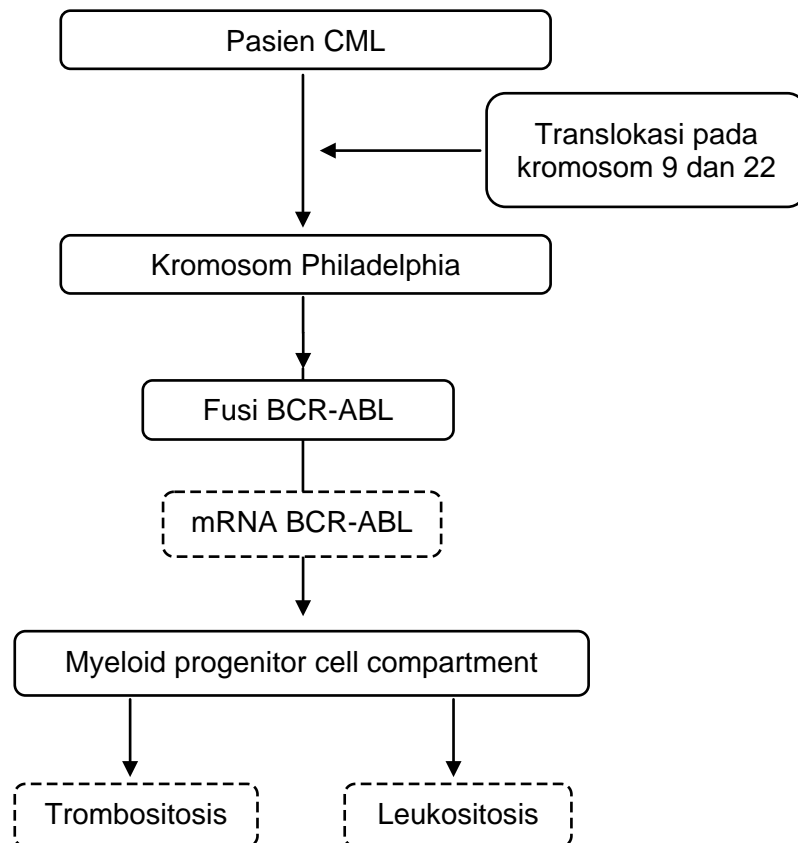 Pasien CML
Translokasi pada
kromosom 9 dan 22
Kromosom Philadelphia
Fusi BCR-ABL
mRNA BCR-ABL
Myeloid progenitor cell compartment
Trombositosis
Leukositosis